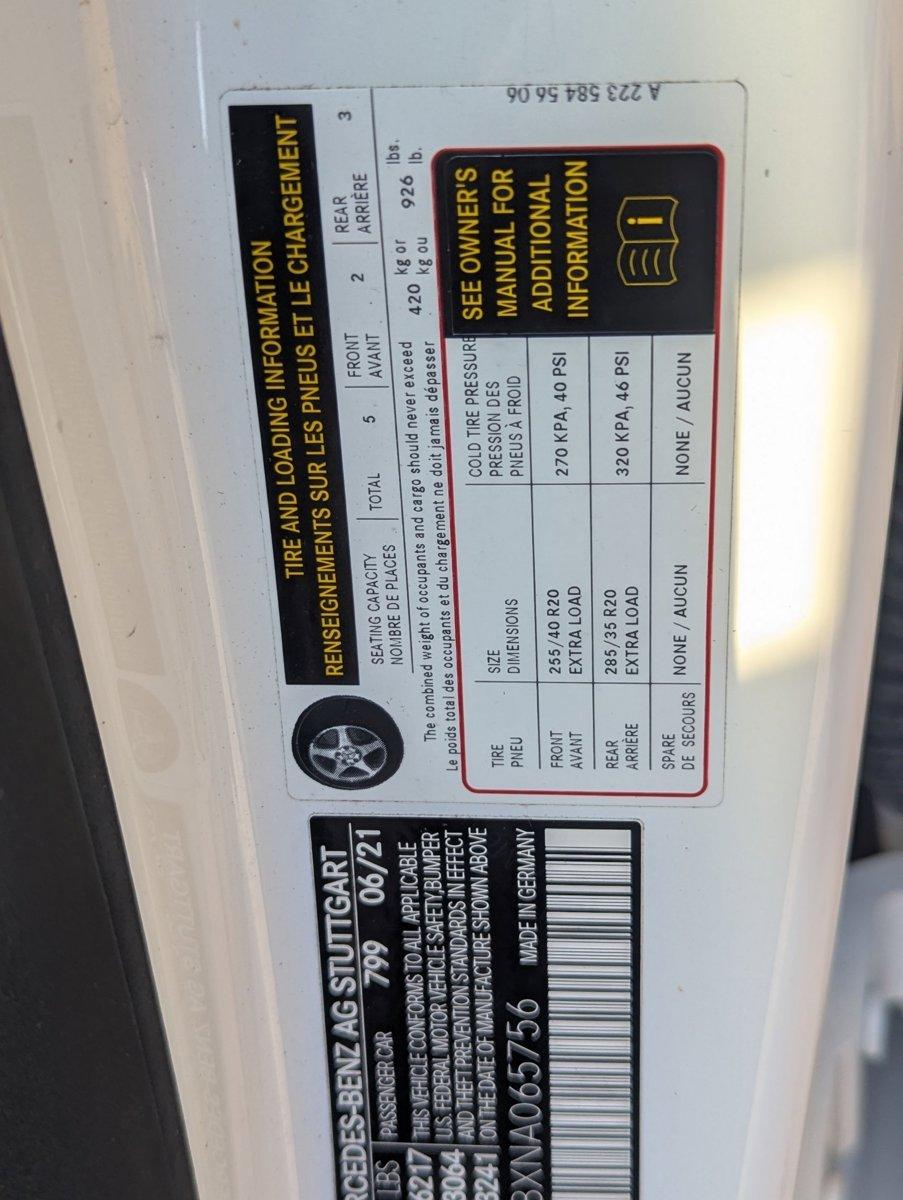 TIRE AND LOADING INFORMATION
RENSEIGNEMENTS SUR LES PNEUS ET LE CHARGEMENT
SEATING CAPACITY
NOMBRE DE PLACES
TOTAL 5
FRONT
AVANT
2
REAR
ARRIÈRE
3
The combined weight of occupants and cargo should never exceed 420 kg or 926 lbs.
Le poids total des occupants et du chargement ne doit jamais dépasser kg ou lb.
TIRE
PNEU
SIZE
DIMENSIONS
COLD TIRE PRESSURE
PRESSION DES
PNEUS À FROID
FRONT
AVANT
255/40 R20
EXTRA LOAD
270 KPA, 40 PSI
REAR
ARRIÈRE
285/35 R20
EXTRA LOAD
320 KPA, 46 PSI
SPARE
DE SECOURS
NONE / AUCUN
NONE / AUCUN
SEE OWNER'S
MANUAL FOR
ADDITIONAL
INFORMATION
i
A 223 584 56 06
RCEDES-BENZ AG STUTTGART
LBS
PASSENGER CAR
799 06/21
6217
3064
3241
THIS VEHICLE CONFORMS TO ALL APPLICABLE
U.S. FEDERAL MOTOR VEHICLE SAFETY,BUMPER
AND THEFT PREVENTION STANDARDS IN EFFECT
ON THE DATE OF MANUFACTURE SHOWN ABOVE
BXNA065756
MADE IN GERMANY